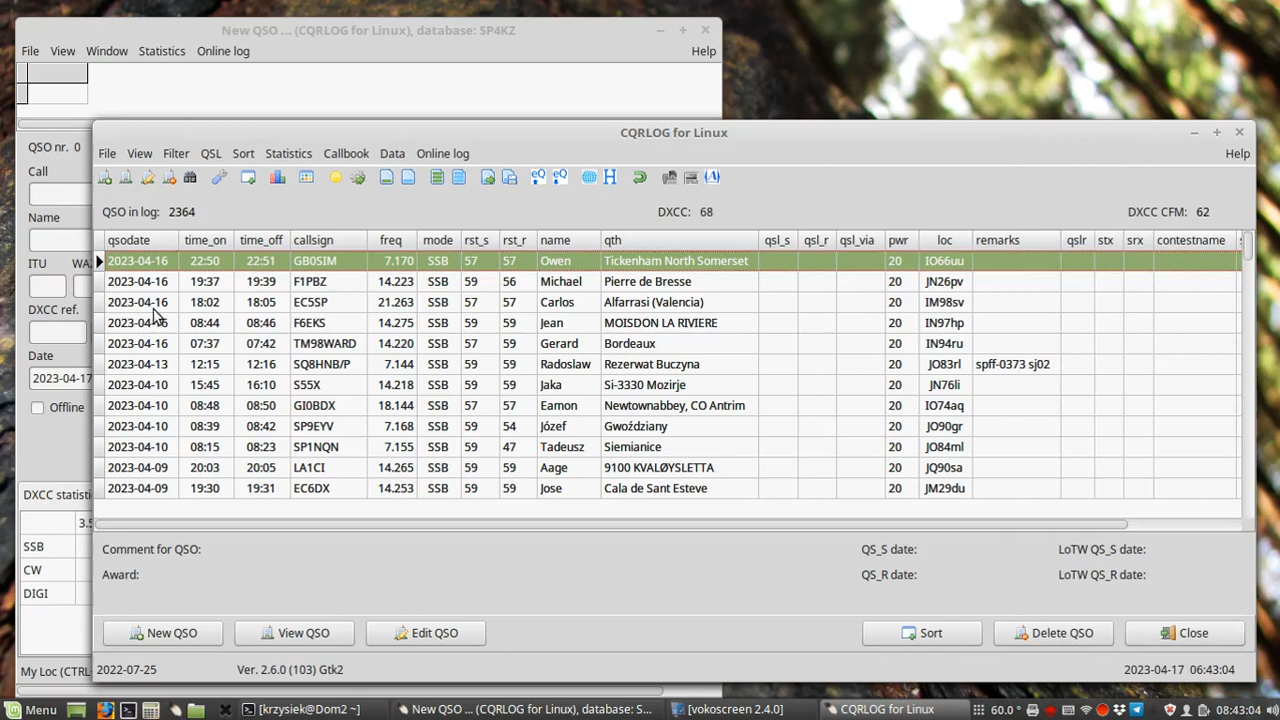 New QSO ... (CQRLOG for Linux), database: SP4KZ
File View Window Statistics Online log Help
QSO nr. 0
Call
Name
ITU
DXCC ref.
Date
2023-04-17
Offline
DXCC statisti
3.5
SSB
CW
DIGI
My Loc (CTRL+
CQRLOG for Linux
File View Filter QSL Sort Statistics Callbook Data Online log Help
QSO in log: 2364 DXCC: 68 DXCC CFM: 62
qsodate time_on time_off callsign freq mode rst_s rst_r name qth qsl_s qsl_r qsl_via pwr loc remarks qslr stx srx contestname
2023-04-16 22:50 22:51 GB0SIM 7.170 SSB 57 57 Owen Tickenham North Somerset 20 IO66uu
2023-04-16 19:37 19:39 F1PBZ 14.223 SSB 59 56 Michael Pierre de Bresse 20 JN26pv
2023-04-16 18:02 18:05 EC5SP 21.263 SSB 57 57 Carlos Alfarrasi (Valencia) 20 IM98sv
2023-04-16 08:44 08:46 F6EKS 14.275 SSB 59 59 Jean MOISDON LA RIVIERE 20 IN97hp
2023-04-16 07:37 07:42 TM98WARD 14.220 SSB 57 59 Gerard Bordeaux 20 IN94ru
2023-04-13 12:15 12:16 SQ8HNB/P 7.144 SSB 59 59 Radoslaw Rezerwat Buczyna 20 JO83rl spff-0373 sj02
2023-04-10 15:45 16:10 S55X 14.218 SSB 59 59 Jaka Si-3330 Mozirje 20 JN76li
2023-04-10 08:48 08:50 GI0BDX 18.144 SSB 57 57 Eamon Newtownabbey, CO Antrim 20 IO74aq
2023-04-10 08:39 08:42 SP9EYV 7.168 SSB 59 54 Józef Gwoździany 20 JO90gr
2023-04-10 08:15 08:23 SP1NQN 7.155 SSB 59 47 Tadeusz Siemianice 20 JO84ml
2023-04-09 20:03 20:05 LA1CI 14.265 SSB 59 59 Aage 9100 KVALØYSLETTA 20 JQ90sa
2023-04-09 19:30 19:31 EC6DX 14.253 SSB 59 59 Jose Cala de Sant Esteve 20 JM29du
Comment for QSO: QS_S date: LoTW QS_S date:
Award: QS_R date: LoTW QS_R date:
New QSO View QSO Edit QSO Sort Delete QSO Close
2022-07-25 Ver. 2.6.0 (103) Gtk2 2023-04-17 06:43:04
Menu [krzysiek@Dom2 ~] New QSO ... (CQRLOG for Linux), database: S... [vokoscreen 2.4.0] CQRLOG for Linux 60.0° 08:43:04